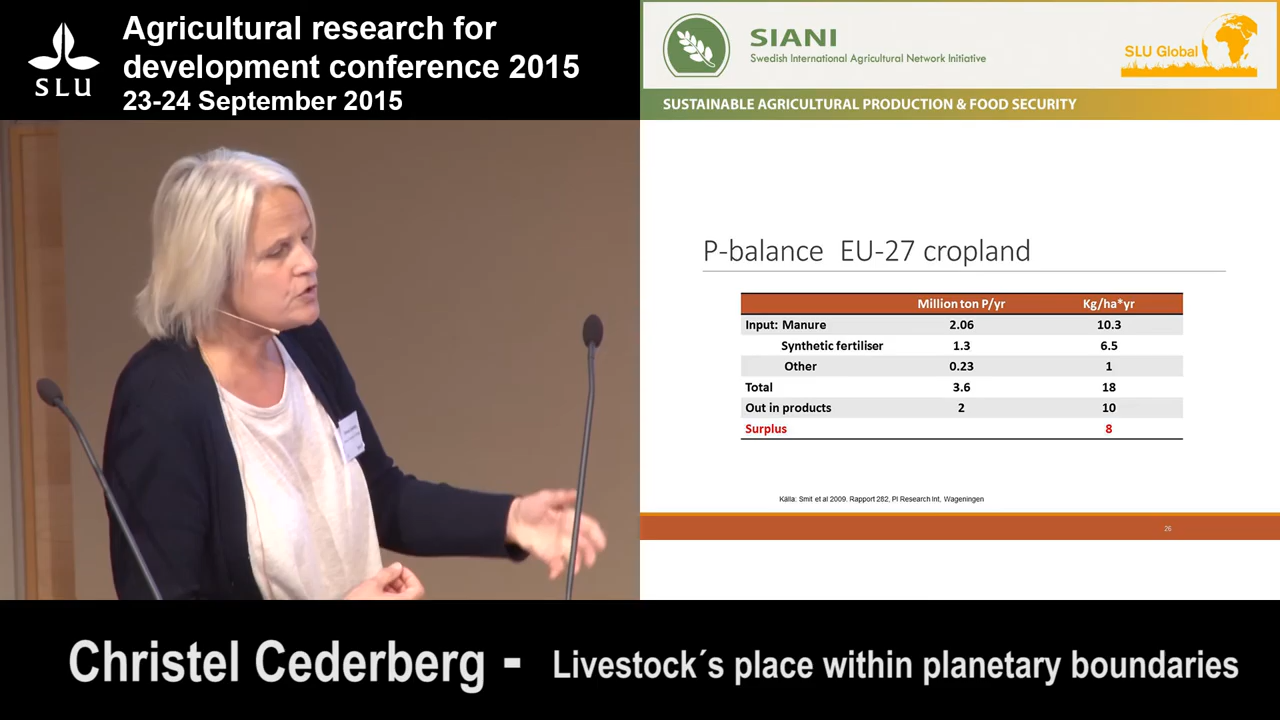 SLU
Agricultural research for
development conference 2015
23-24 September 2015
SIANI
Swedish International Agricultural Network Initiative
SLU Global
SUSTAINABLE AGRICULTURAL PRODUCTION & FOOD SECURITY
P-balance EU-27 cropland
Million ton P/yr Kg/ha*yr
Input: Manure 2.06 10.3
Synthetic fertiliser 1.3 6.5
Other 0.23 1
Total 3.6 18
Out in products 2 10
Surplus 8
Källa: Smit et al 2009. Rapport 282, PI Research Int, Wageningen
26
Christel Cederberg - Livestock´s place within planetary boundaries